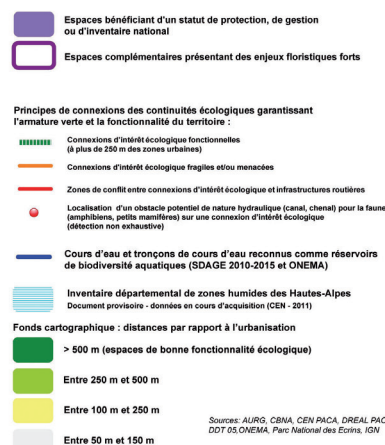 Espaces bénéficiant d'un statut de protection, de gestion
ou d'inventaire national
Espaces complémentaires présentant des enjeux floristiques forts
Principes de connexions des continuités écologiques garantissant
l'armature verte et la fonctionnalité du territoire :
Connexions d'intérêt écologique fonctionnelles
(à plus de 250 m des zones urbaines)
Connexions d'intérêt écologique fragiles et/ou menacées
Zones de conflit entre connexions d'intérêt écologique et infrastructures routières
Localisation d'un obstacle potentiel de nature hydraulique (canal, chenal) pour la faune
(amphibiens, petits mamifères) sur une connexion d'intérêt écologique
(détection non exhaustive)
Cours d'eau et tronçons de cours d'eau reconnus comme réservoirs
de biodiversité aquatiques (SDAGE 2010-2015 et ONEMA)
Inventaire départemental de zones humides des Hautes-Alpes
Document provisoire - données en cours d'acquisition (CEN - 2011)
Fonds cartographique : distances par rapport à l'urbanisation
> 500 m (espaces de bonne fonctionnalité écologique)
Entre 250 m et 500 m
Entre 100 m et 250 m
Sources: AURG, CBNA, CEN PACA, DREAL PAC
DDT 05,ONEMA, Parc National des Ecrins, IGN
Entre 50 m et 150 m